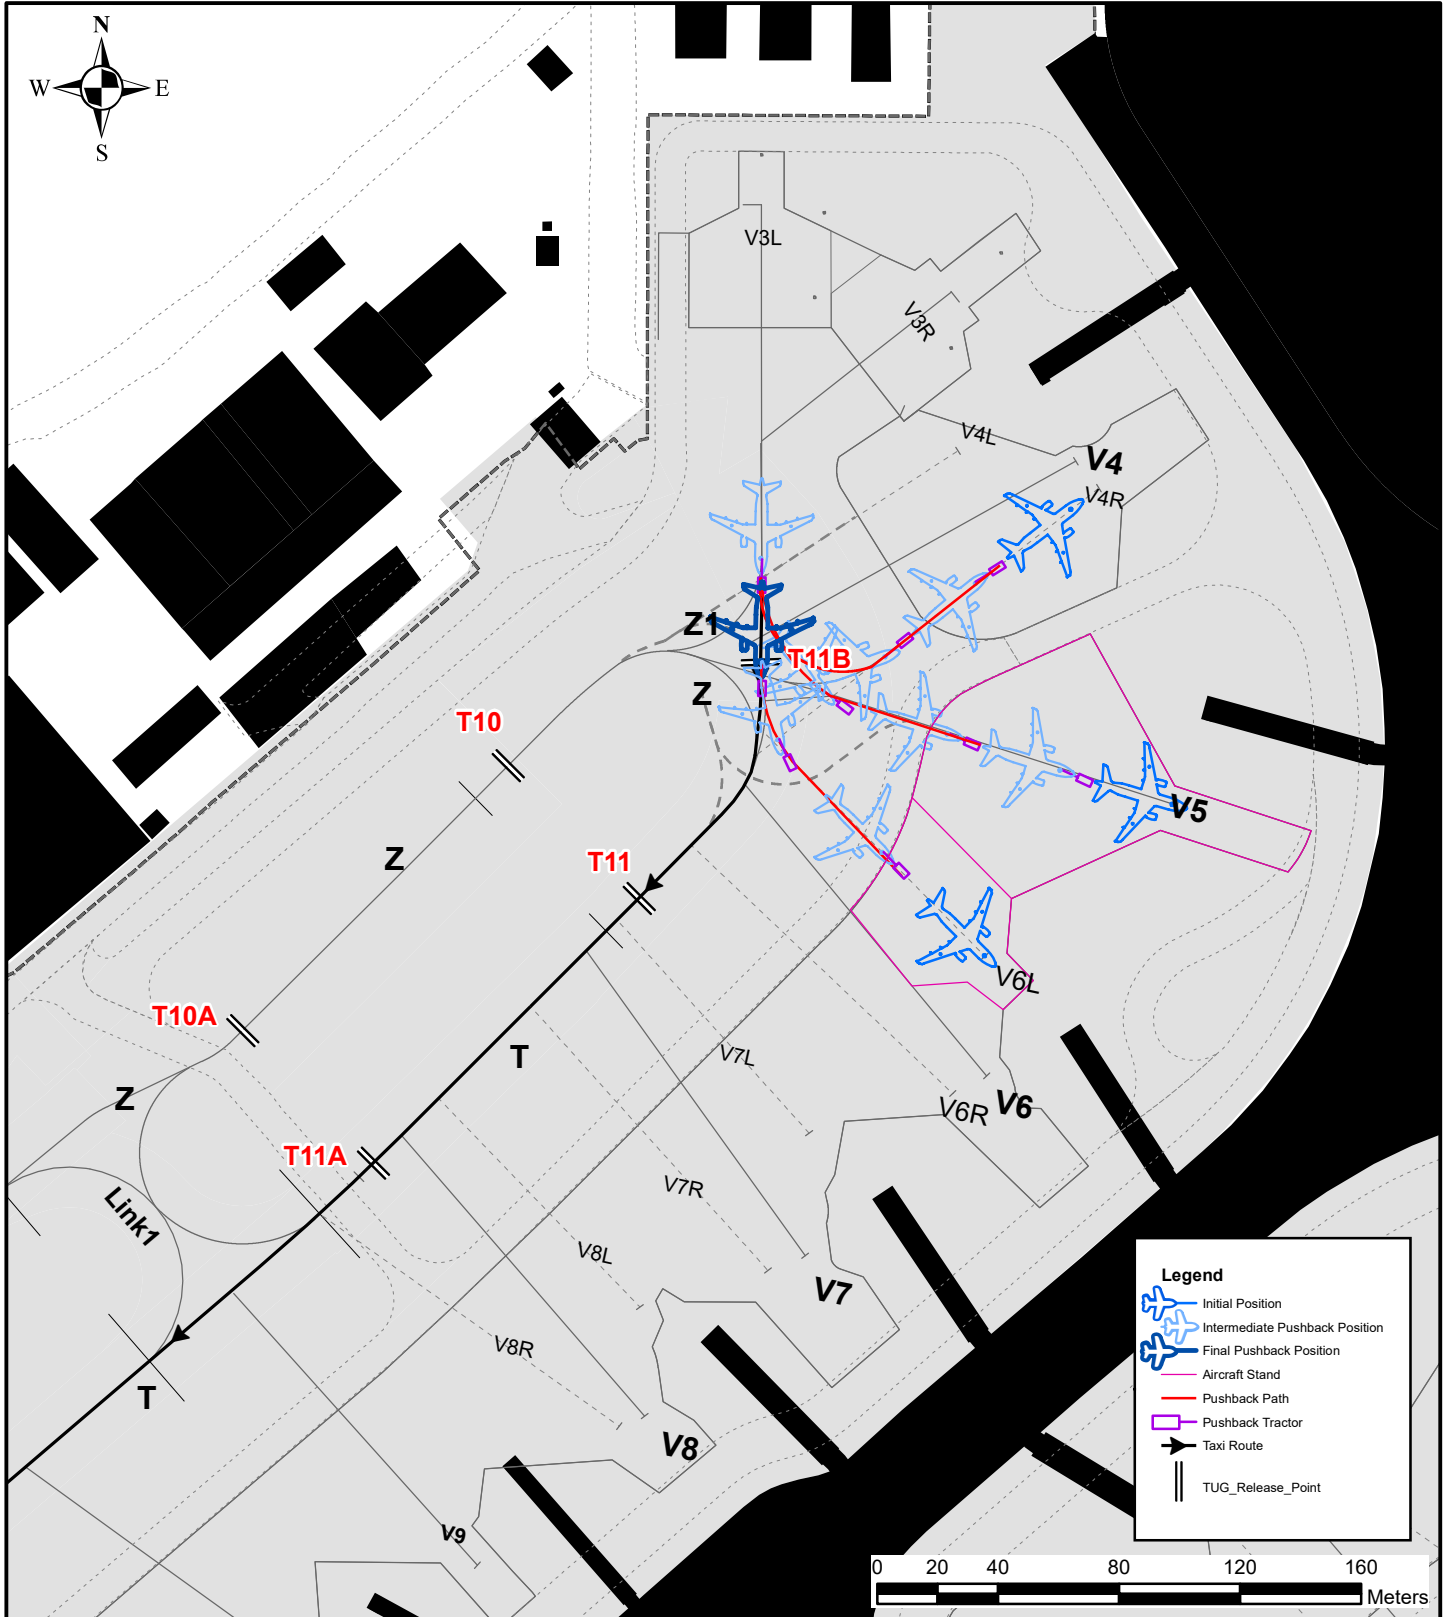 N
W E
S
V3L
V3R
V4L
V4
V4R
Z1
T11B
Z
T10
V5
Z
T11
V6L
T10A
T
V7L
Z
V6R
V6
T11A
V7R
Link1
V8L
V7
V8R
T
V8
V9
Legend
Initial Position
Intermediate Pushback Position
Final Pushback Position
Aircraft Stand
Pushback Path
Pushback Tractor
Taxi Route
TUG_Release_Point
0 20 40 80 120 160
Meters